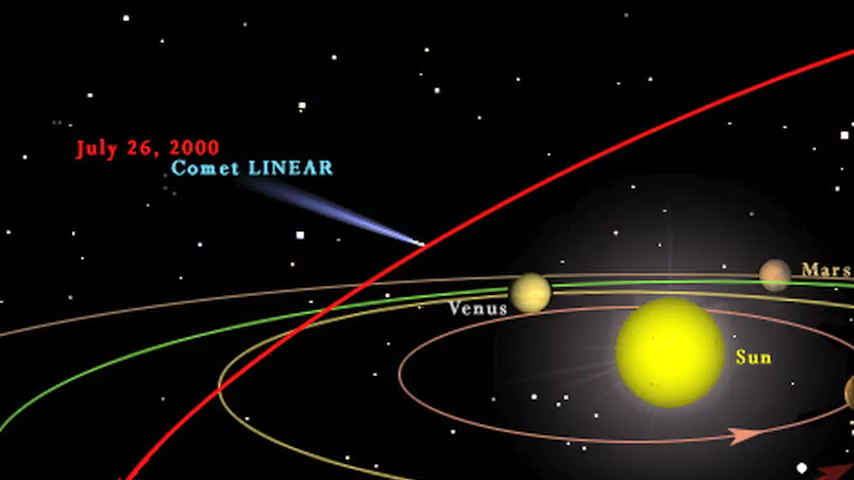 July 26, 2000
Comet LINEAR
Mars
Venus
Sun